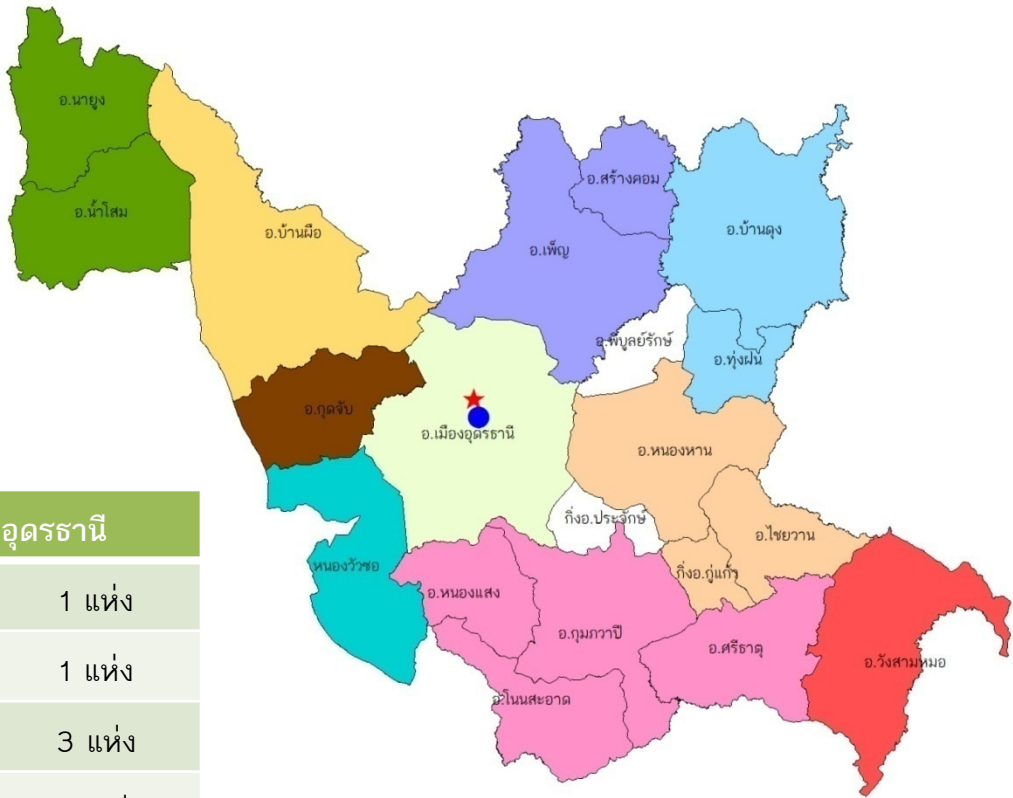 อ.นายูง
อ.น้ำโสม
อ.บ้านผือ
อ.สร้างคอม
อ.เพ็ญ
อ.บ้านดุง
อ.พิบูลย์รักษ์
อ.ทุ่งฝน
อ.กุดจับ
อ.เมืองอุดรธานี
อ.หนองหาน
กิ่งอ.ประจักษ์
อ.ไชยวาน
หนองวัวซอ
กิ่งอ.กู่แก้ว
อ.หนองแสง
อ.กุมภวาปี
อ.ศรีธาตุ
อ.วังสามหมอ
อ.โนนสะอาด
อุดรธานี
1 แห่ง
1 แห่ง
3 แห่ง